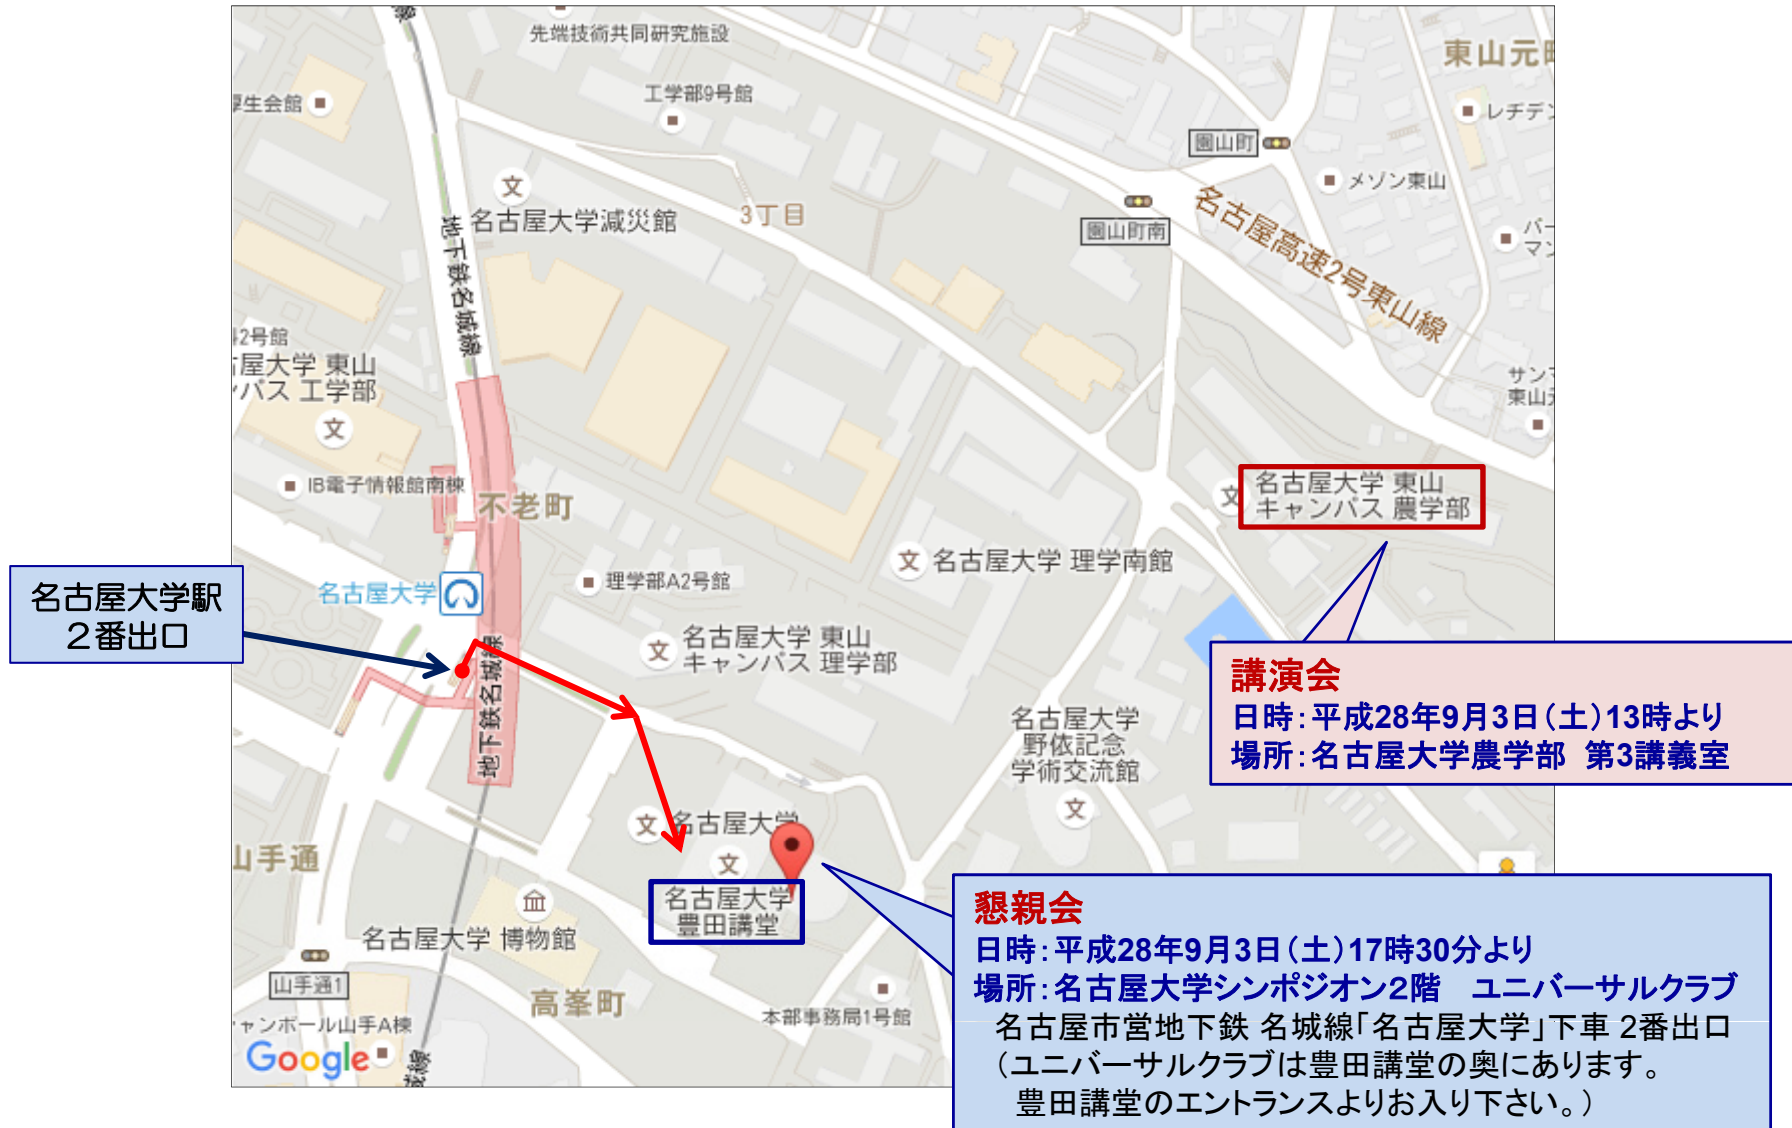 先端技術共同研究施設
東山元町
厚生会館
工学部9号館
レヂデン
園山町
メゾン東山
名古屋大学減災館
3丁目
園山町南
名古屋高速2号東山線
パー
マン
地下鉄名城線
2号館
古屋大学 東山
ンパス 工学部
サン
東山元
IB電子情報館南棟
不老町
名古屋大学 東山
キャンパス 農学部
名古屋大学 理学南館
名古屋大学駅
２番出口
名古屋大学
理学部A2号館
名古屋大学 東山
キャンパス 理学部
地下鉄名城線
講演会
日時：平成28年9月3日（土）13時より
場所：名古屋大学農学部 第3講義室
名古屋大学
野依記念
学術交流館
名古屋大学
山手通
名古屋大学
豊田講堂
名古屋大学 博物館
山手通1
高峯町
本部事務局1号館
ャンボール山手A棟
Google
城線
懇親会
日時：平成28年9月3日（土）17時30分より
場所：名古屋大学シンポジオン2階　ユニバーサルクラブ
名古屋市営地下鉄 名城線「名古屋大学」下車 2番出口
（ユニバーサルクラブは豊田講堂の奥にあります。
豊田講堂のエントランスよりお入り下さい。）